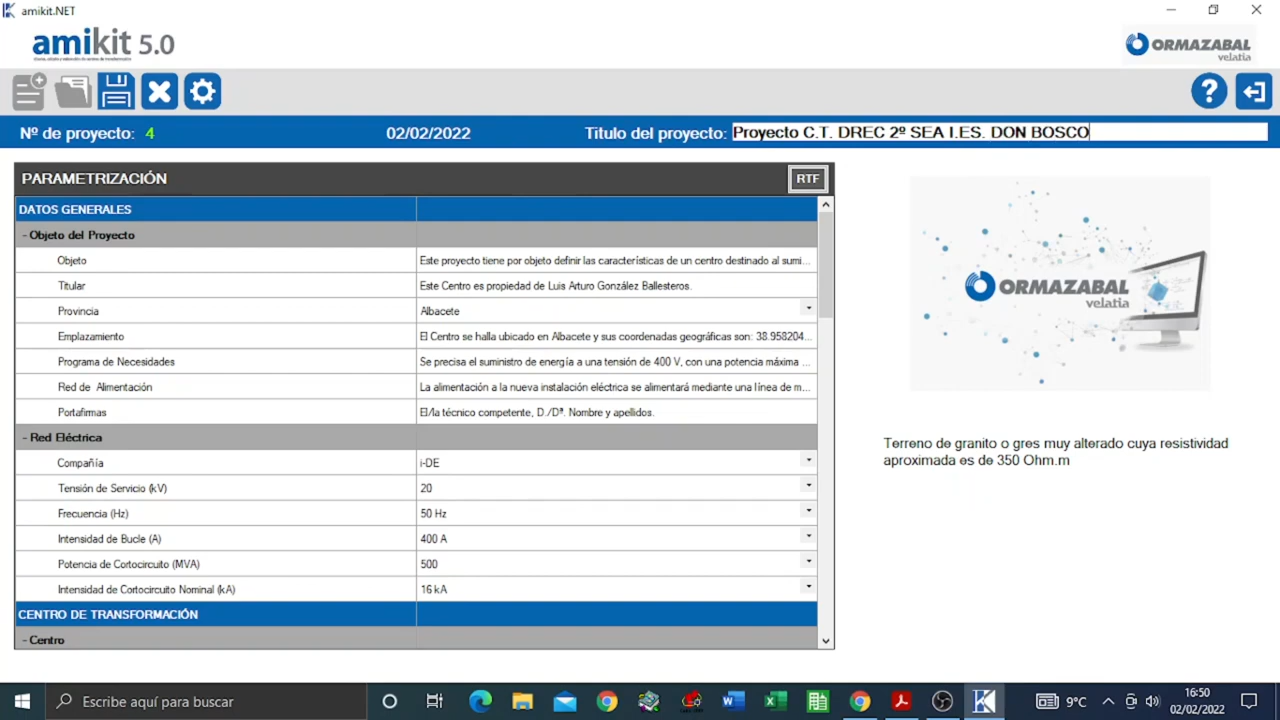 amikit.NET
amikit 5.0
ORMAZABAL
velatia
?
Nº de proyecto: 4
02/02/2022
Titulo del proyecto: Proyecto C.T. DREC 2º SEA I.ES. DON BOSCO
PARAMETRIZACIÓN
RTF
DATOS GENERALES
- Objeto del Proyecto
Objeto Este proyecto tiene por objeto definir las características de un centro destinado al sumi...
Titular Este Centro es propiedad de Luis Arturo González Ballesteros.
Provincia Albacete
Emplazamiento El Centro se halla ubicado en Albacete y sus coordenadas geográficas son: 38.958204...
Programa de Necesidades Se precisa el suministro de energía a una tensión de 400 V, con una potencia máxima ...
Red de Alimentación La alimentación a la nueva instalación eléctrica se alimentará mediante una línea de m...
Portafirmas El/la técnico competente, D./Dª. Nombre y apellidos.
- Red Eléctrica
Compañía i-DE
Tensión de Servicio (kV) 20
Frecuencia (Hz) 50 Hz
Intensidad de Bucle (A) 400 A
Potencia de Cortocircuito (MVA) 500
Intensidad de Cortocircuito Nominal (kA) 16 kA
CENTRO DE TRANSFORMACIÓN
- Centro
ORMAZABAL
velatia
Terreno de granito o gres muy alterado cuya resistividad
aproximada es de 350 Ohm.m
Escribe aquí para buscar
9°C
16:50
02/02/2022